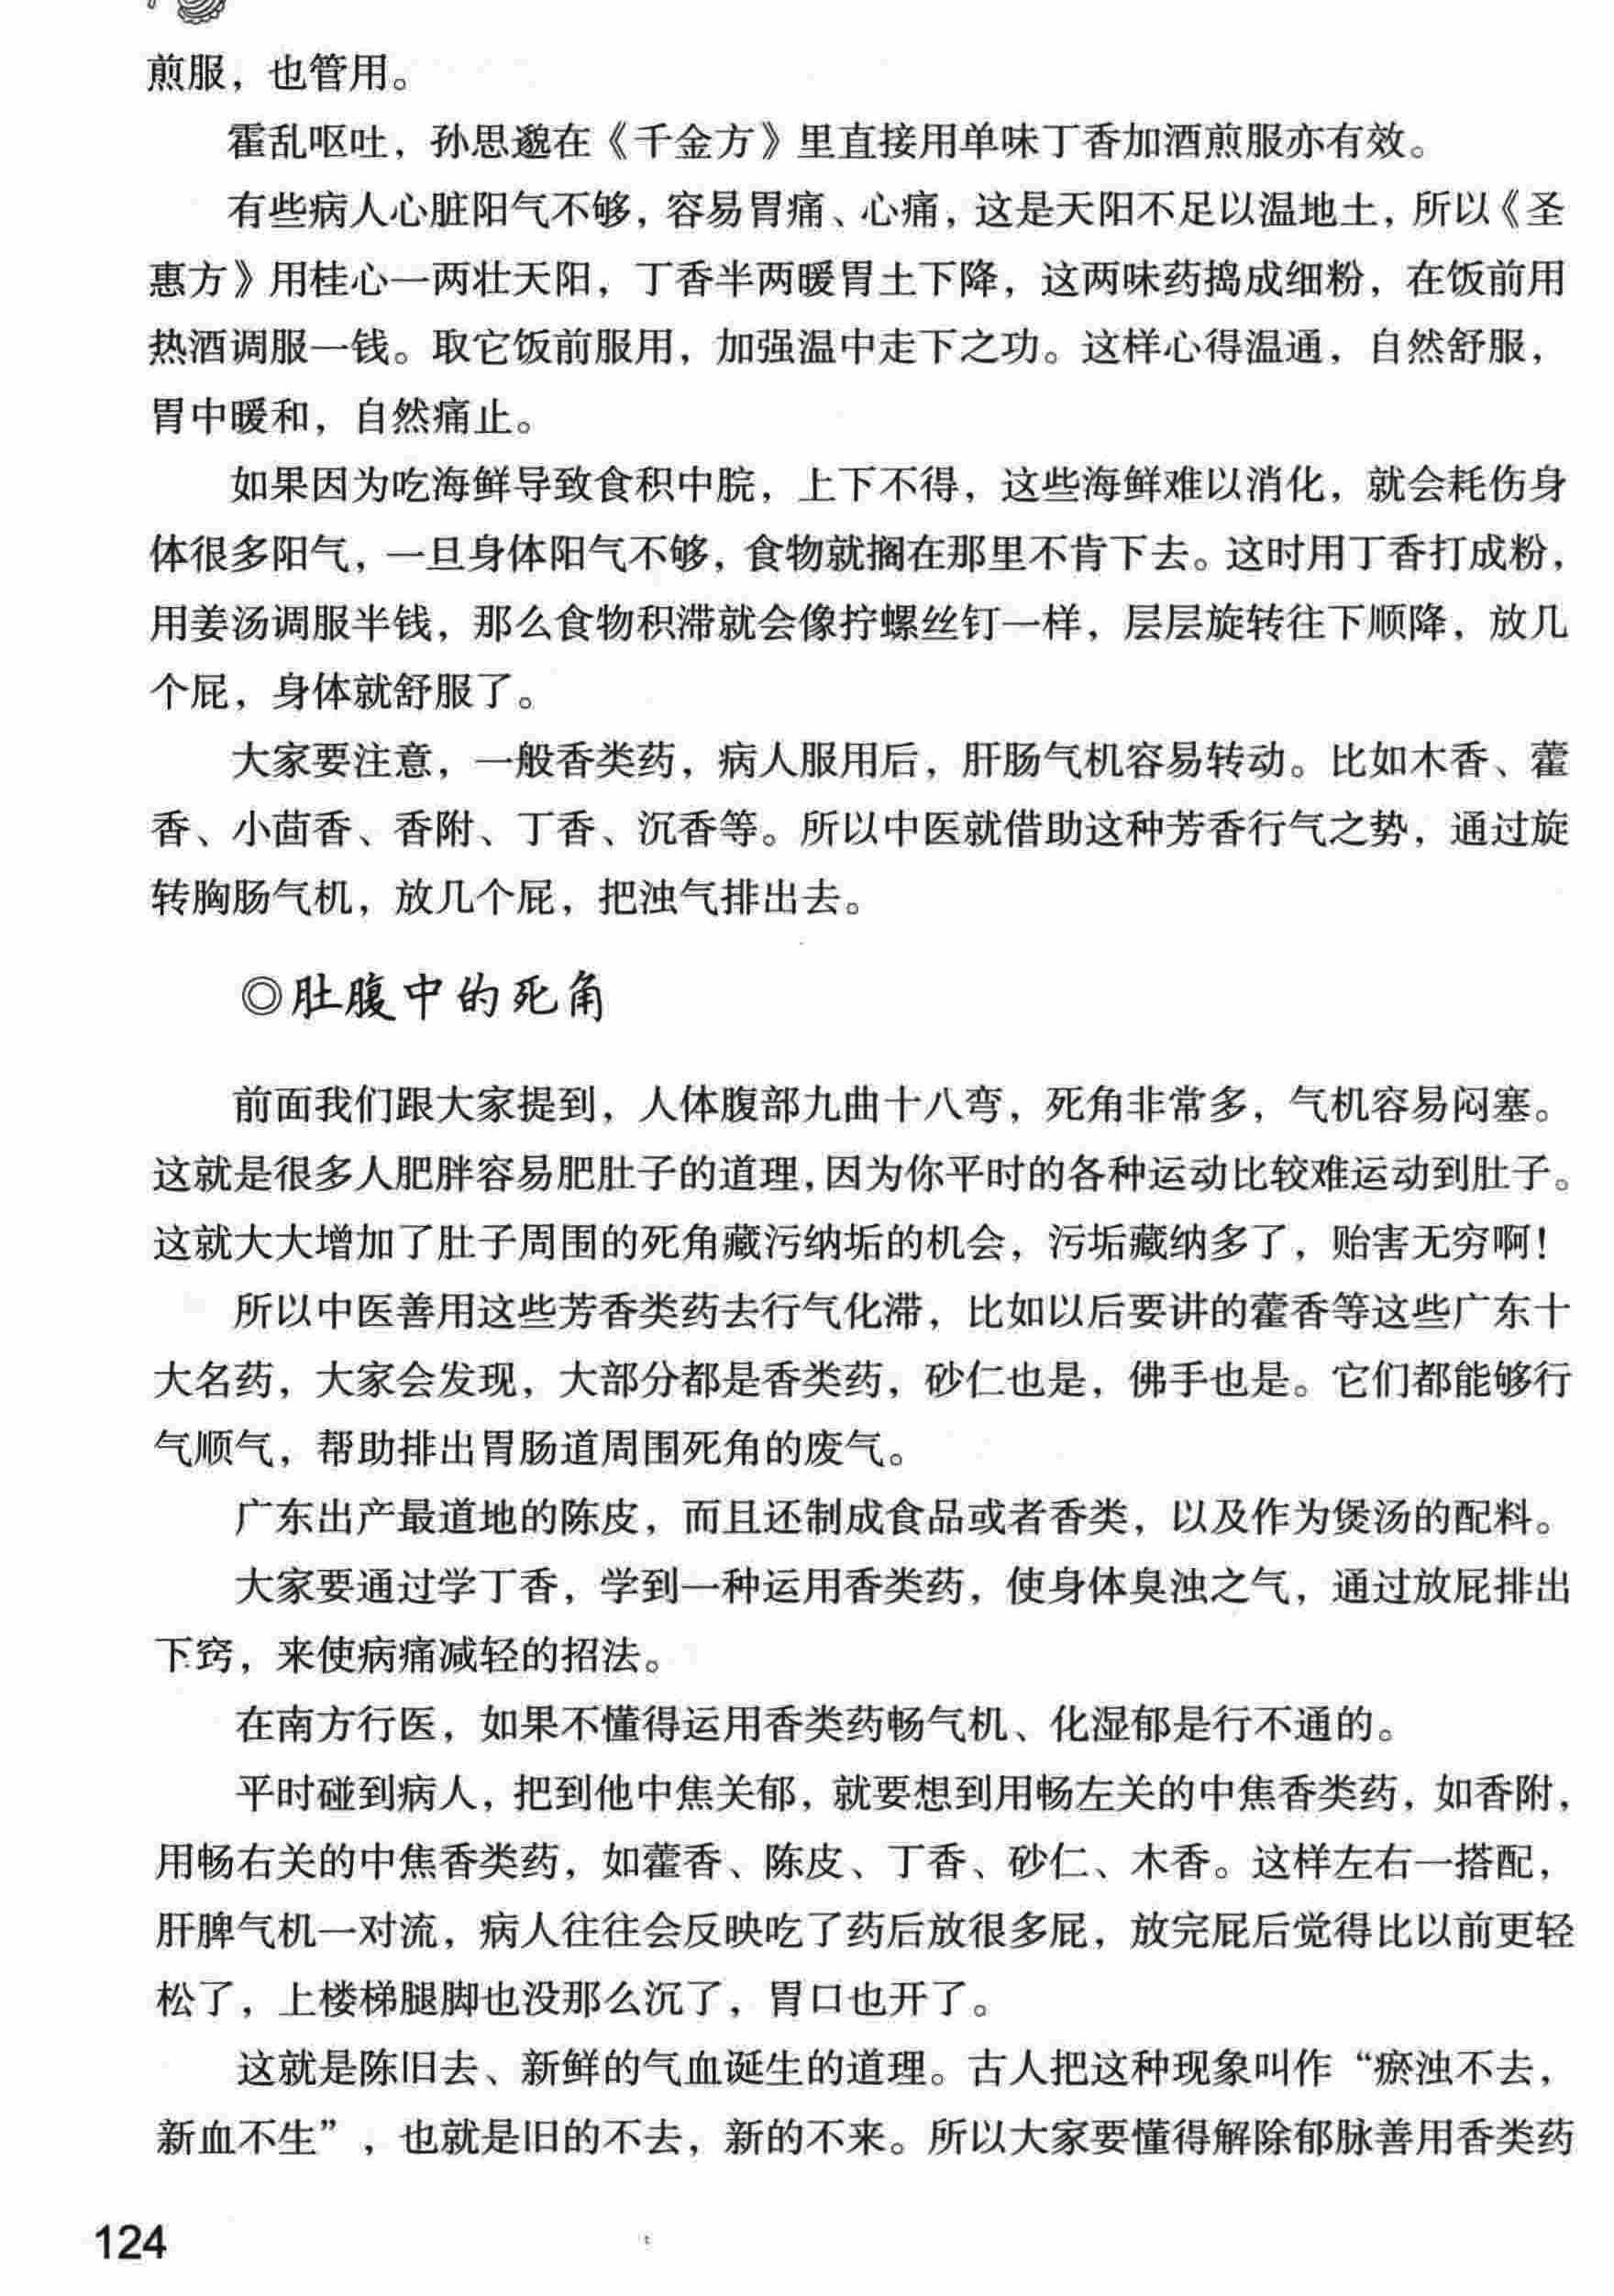 煎服，也管用。
霍乱呕吐，孙思邈在《千金方》里直接用单味丁香加酒煎服亦有效。
有些病人心脏阳气不够，容易胃痛、心痛，这是天阳不足以温地土，所以《圣
惠方》用桂心一两壮天阳，丁香半两暖胃土下降，这两味药捣成细粉，在饭前用
热酒调服一钱。取它饭前服用，加强温中走下之功。这样心得温通，自然舒服，
胃中暖和，自然痛止。
如果因为吃海鲜导致食积中脘，上下不得，这些海鲜难以消化，就会耗伤身
体很多阳气，一旦身体阳气不够，食物就搁在那里不肯下去。这时用丁香打成粉，
用姜汤调服半钱，那么食物积滞就会像拧螺丝钉一样，层层旋转往下顺降，放几
个屁，身体就舒服了。
大家要注意，一般香类药，病人服用后，肝肠气机容易转动。比如木香、藿
香、小茴香、香附、丁香、沉香等。所以中医就借助这种芳香行气之势，通过旋
转胸肠气机，放几个屁，把浊气排出去。
◎肚腹中的死角
前面我们跟大家提到，人体腹部九曲十八弯，死角非常多，气机容易闷塞。
这就是很多人肥胖容易肥肚子的道理，因为你平时的各种运动比较难运动到肚子。
这就大大增加了肚子周围的死角藏污纳垢的机会，污垢藏纳多了，贻害无穷啊！
所以中医善用这些芳香类药去行气化滞，比如以后要讲的藿香等这些广东十
大名药，大家会发现，大部分都是香类药，砂仁也是，佛手也是。它们都能够行
气顺气，帮助排出胃肠道周围死角的废气。
广东出产最道地的陈皮，而且还制成食品或者香类，以及作为煲汤的配料。
大家要通过学丁香，学到一种运用香类药，使身体臭浊之气，通过放屁排出
下窍，来使病痛减轻的招法。
在南方行医，如果不懂得运用香类药畅气机、化湿郁是行不通的。
平时碰到病人，把到他中焦关郁，就要想到用畅左关的中焦香类药，如香附，
用畅右关的中焦香类药，如藿香、陈皮、丁香、砂仁、木香。这样左右一搭配，
肝脾气机一对流，病人往往会反映吃了药后放很多屁，放完屁后觉得比以前更轻
松了，上楼梯腿脚也没那么沉了，胃口也开了。
这就是陈旧去、新鲜的气血诞生的道理。古人把这种现象叫作“瘀浊不去，
新血不生”，也就是旧的不去，新的不来。所以大家要懂得解除郁脉善用香类药
124